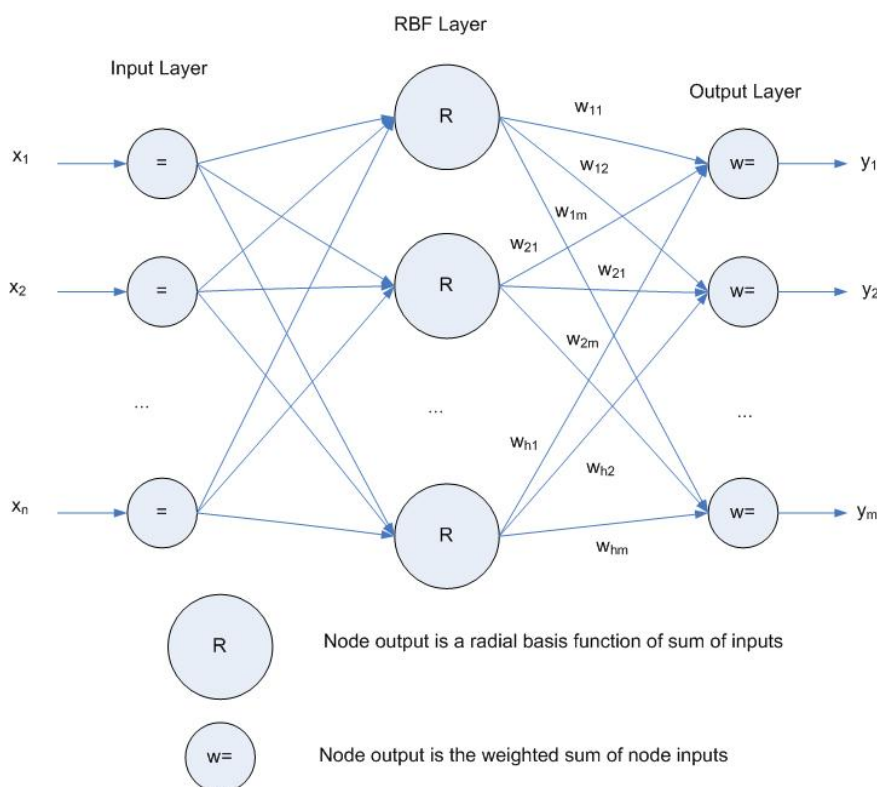 RBF Layer
Input Layer
Output Layer
R
w11
x1
=
w=
y1
w12
w1m
w21
x2
=
R
w21
w=
y2
w2m
...
...
...
wh1
wh2
xn
=
R
w=
ym
whm
R
Node output is a radial basis function of sum of inputs
w=
Node output is the weighted sum of node inputs